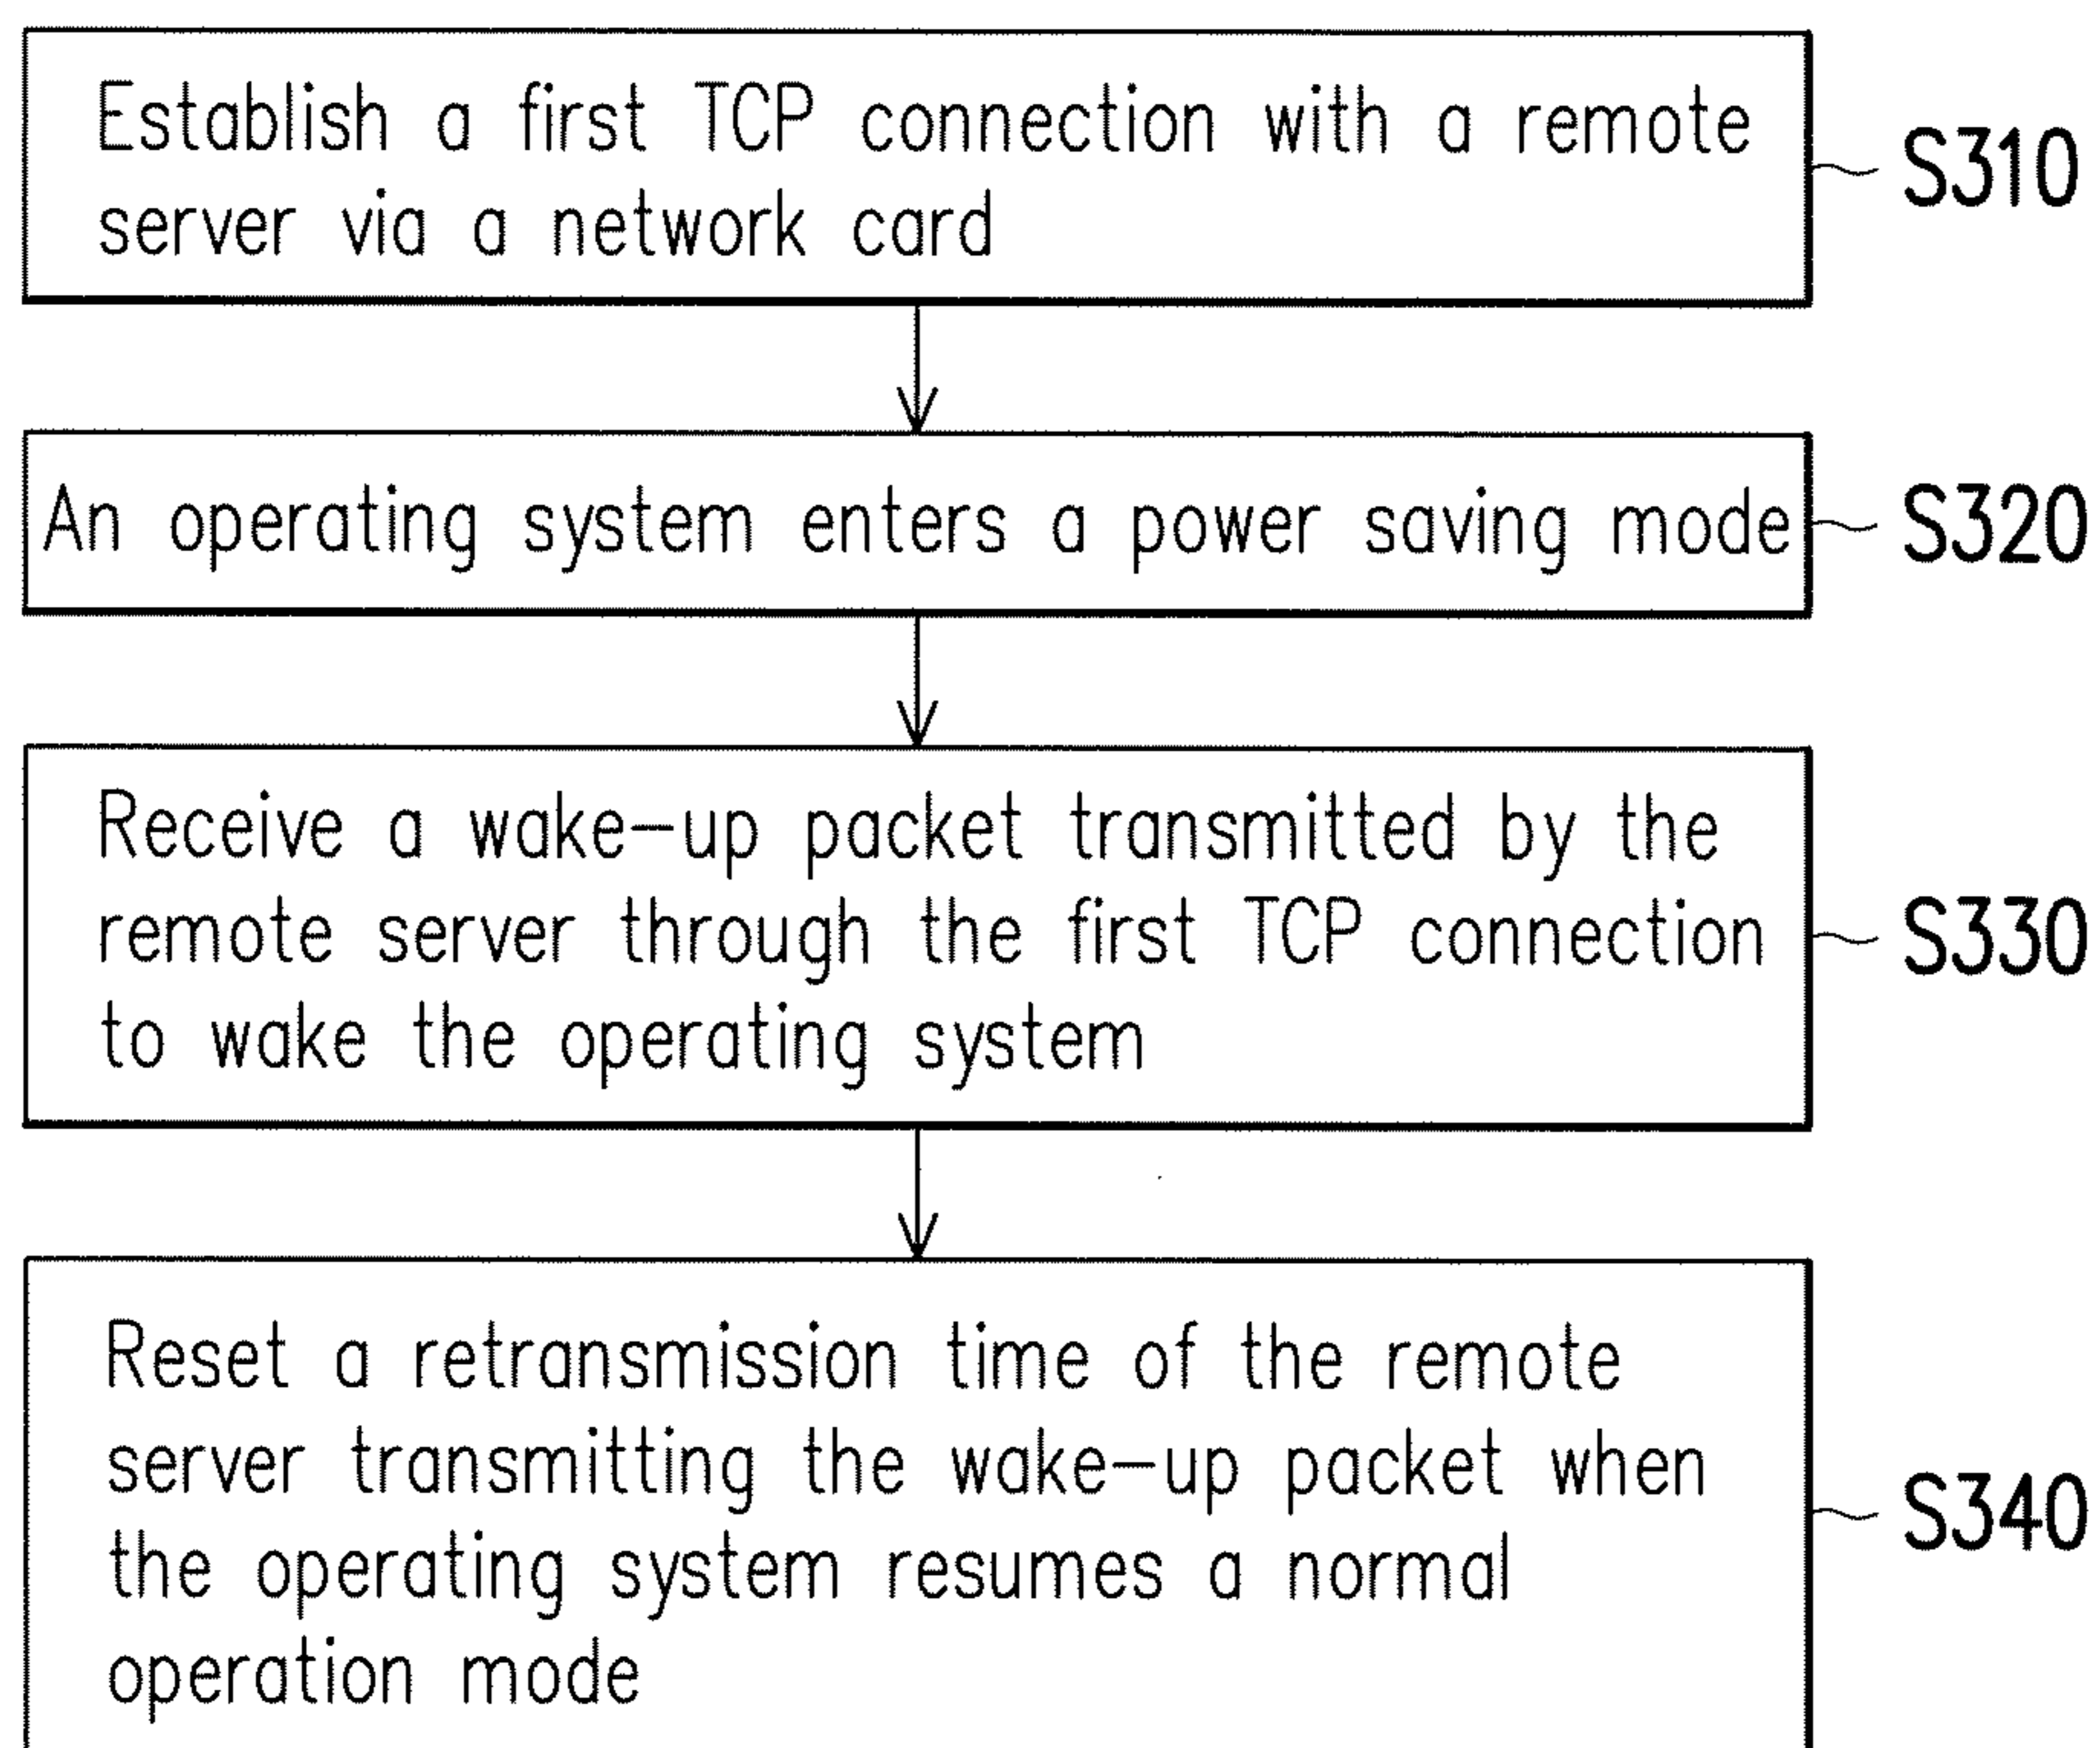 Establish a first TCP connection with a remote
server via a network card
S310
An operating system enters a power saving mode
S320
Receive a wake-up packet transmitted by the
remote server through the first TCP connection
to wake the operating system
S330
Reset a retransmission time of the remote
server transmitting the wake-up packet when
the operating system resumes a normal
operation mode
S340